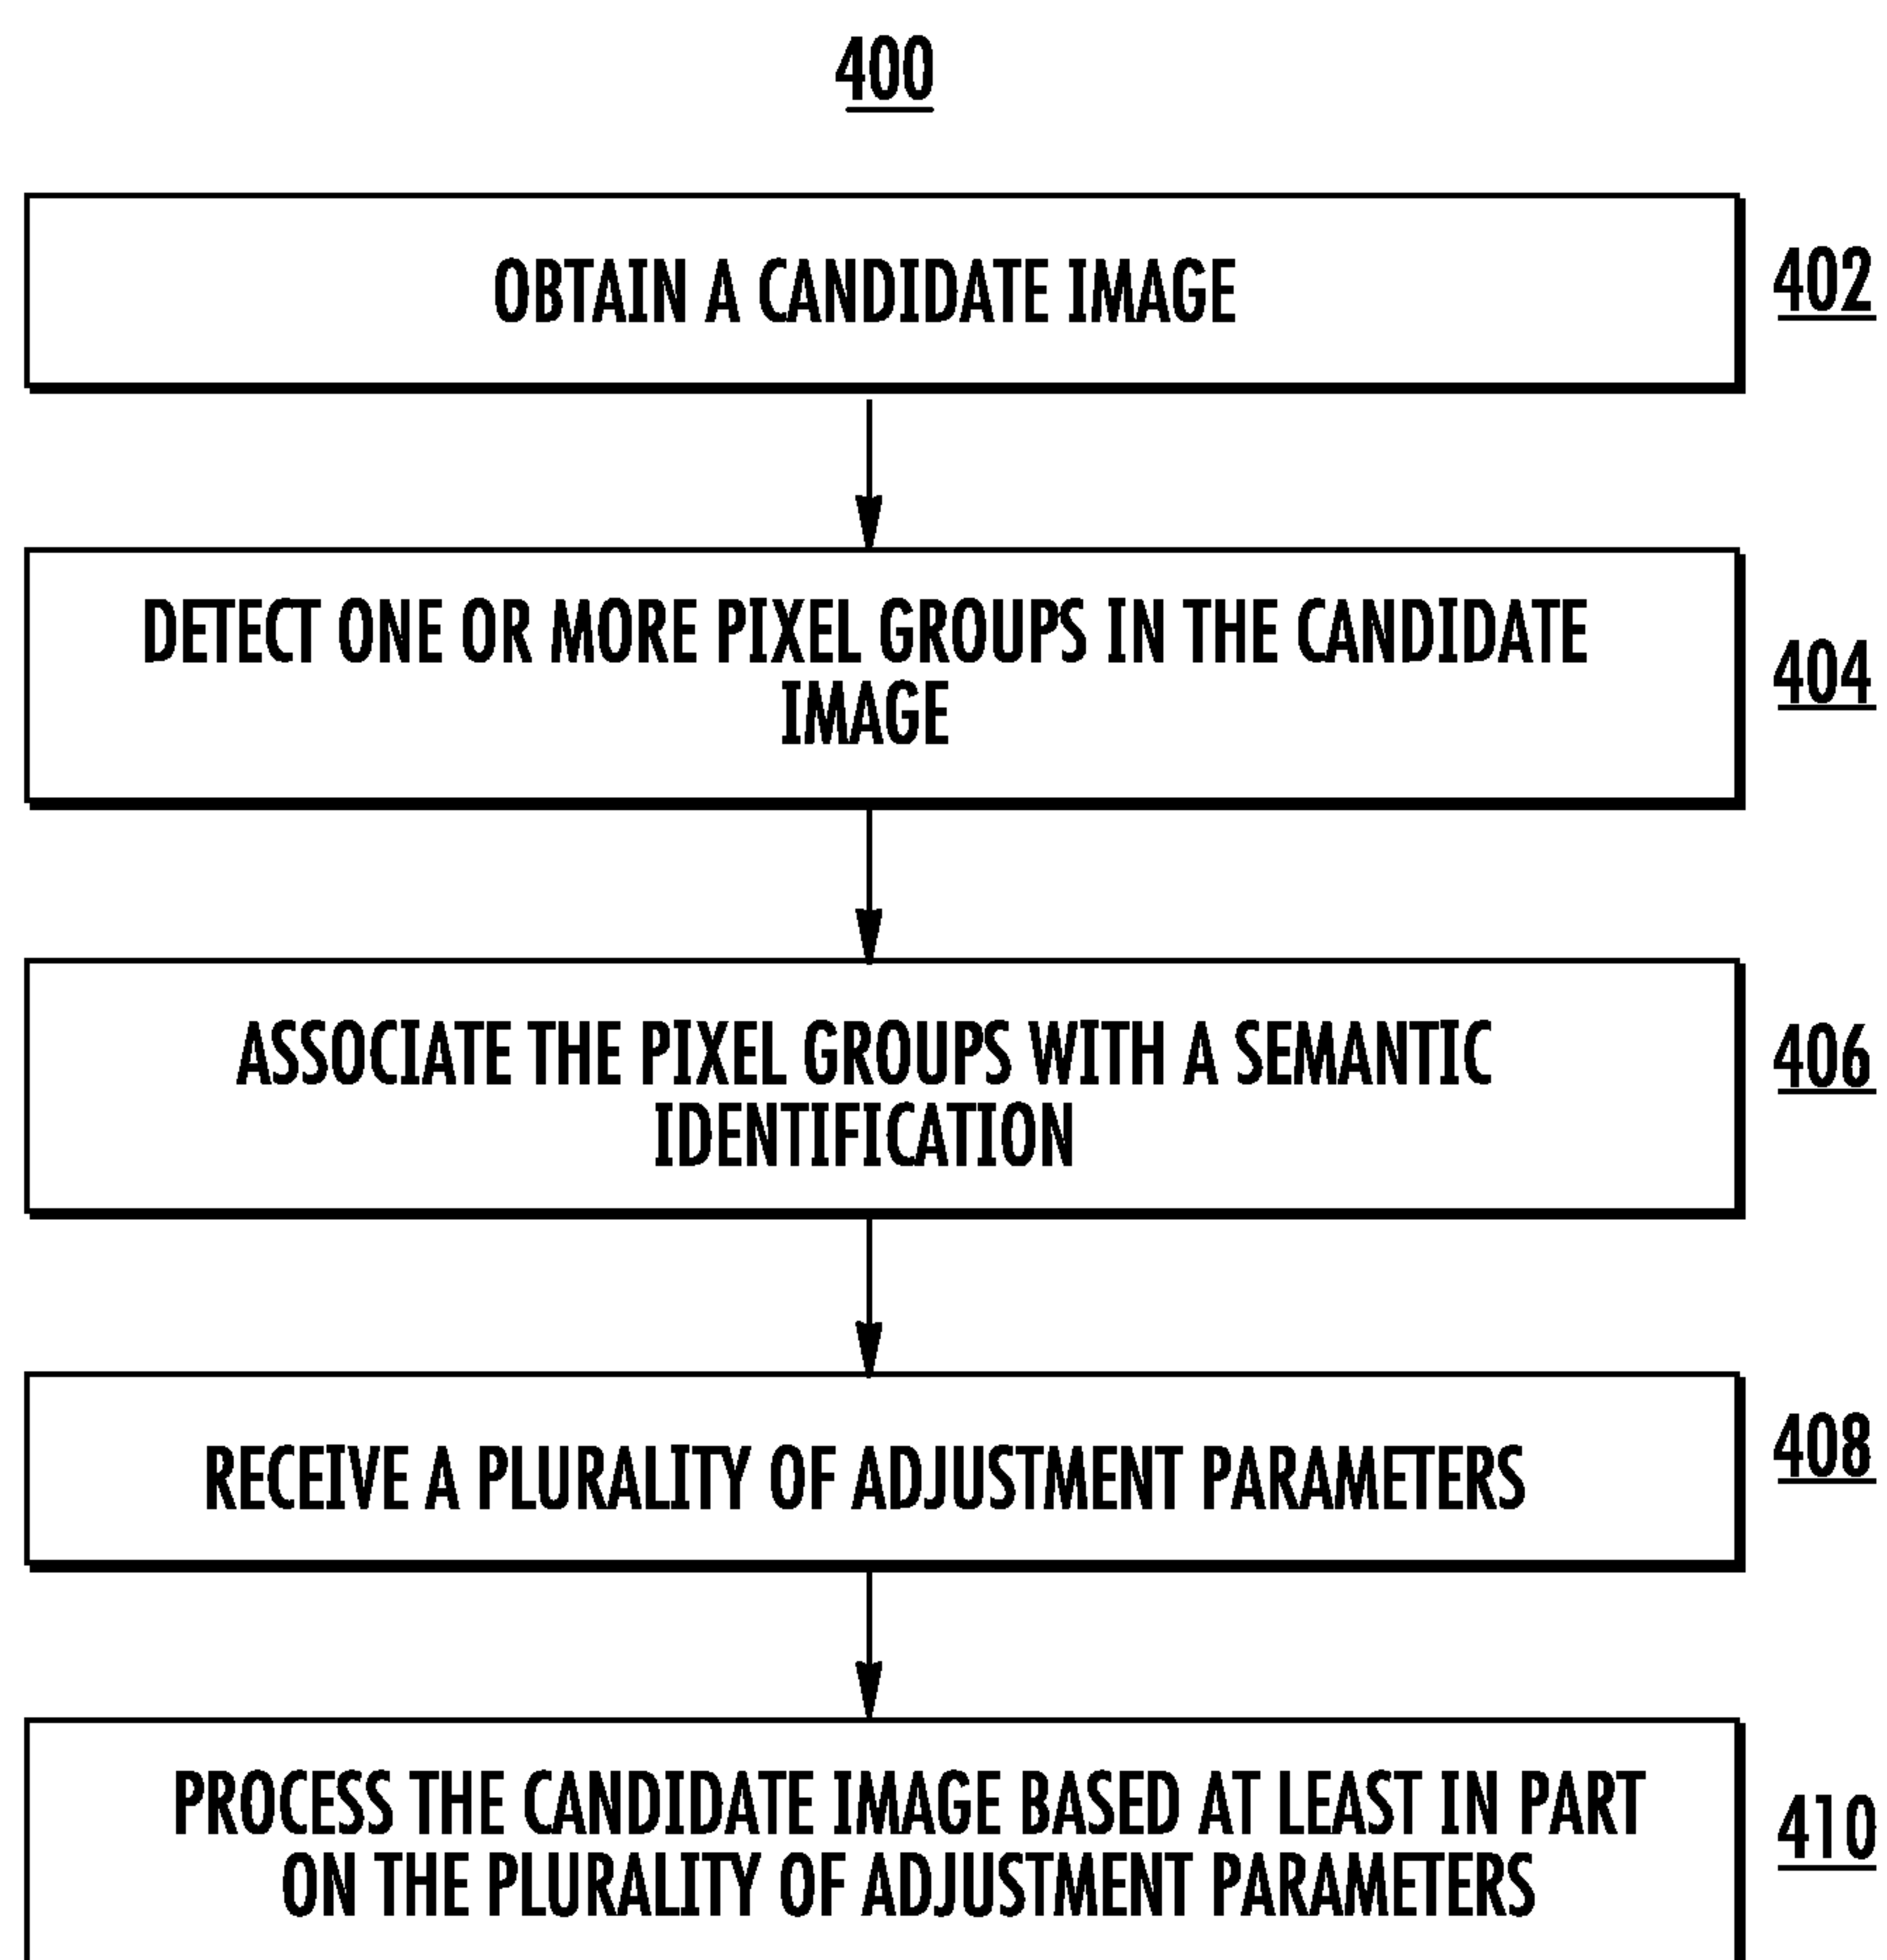 400
OBTAIN A CANDIDATE IMAGE
402
DETECT ONE OR MORE PIXEL GROUPS IN THE CANDIDATE
IMAGE
404
ASSOCIATE THE PIXEL GROUPS WITH A SEMANTIC
IDENTIFICATION
406
RECEIVE A PLURALITY OF ADJUSTMENT PARAMETERS
408
PROCESS THE CANDIDATE IMAGE BASED AT LEAST IN PART
ON THE PLURALITY OF ADJUSTMENT PARAMETERS
410